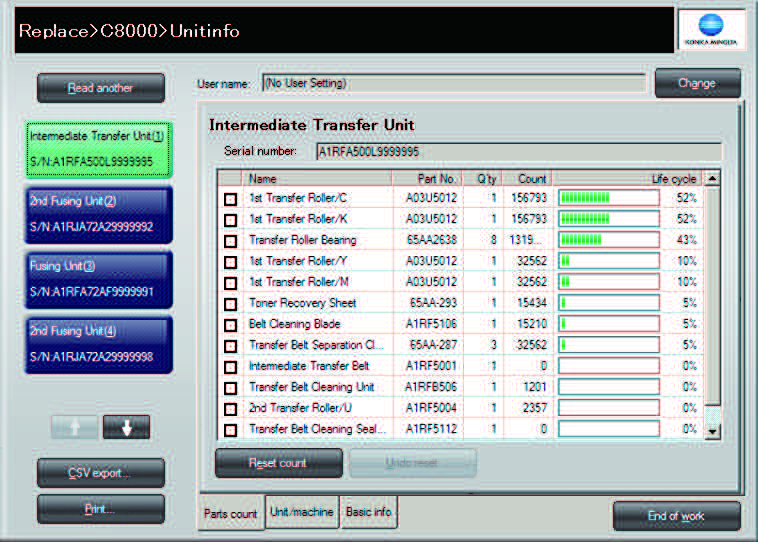 Replace>C8000>Unitinfo
KONICA MINOLTA
Read another
User name: (No User Setting) Change
Intermediate Transfer Unit(1)
S/N:A1RFA500L9999995
2nd Fusing Unit(2)
S/N:A1RJA72A29999992
Fusing Unit(3)
S/N:A1RFA72AF9999991
2nd Fusing Unit(4)
S/N:A1RJA72A29999998
CSV export...
Print...
Intermediate Transfer Unit
Serial number: A1RFA500L9999995
Name Part No. Q'ty Count Life cycle
1st Transfer Roller/C A03U5012 1 156793 52%
1st Transfer Roller/K A03U5012 1 156793 52%
Transfer Roller Bearing 65AA2638 8 1319... 43%
1st Transfer Roller/Y A03U5012 1 32562 10%
1st Transfer Roller/M A03U5012 1 32562 10%
Toner Recovery Sheet 65AA-293 1 15434 5%
Belt Cleaning Blade A1RF5106 1 15210 5%
Transfer Belt Separation Cl... 65AA-287 3 32562 5%
Intermediate Transfer Belt A1RF5001 1 0 0%
Transfer Belt Cleaning Unit A1RFB506 1 1201 0%
2nd Transfer Roller/U A1RF5004 1 2357 0%
Transfer Belt Cleaning Seal... A1RF5112 1 0 0%
Reset count Undo reset
Parts count Unit/machine Basic info
End of work